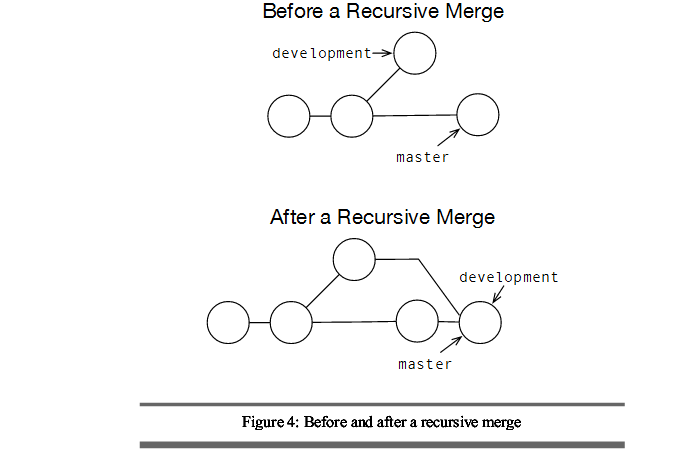 Before a Recursive Merge
development
master
After a Recursive Merge
development
master
Figure 4: Before and after a recursive merge